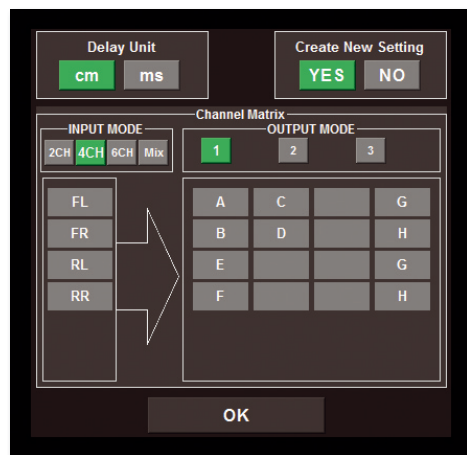 Delay Unit
cm ms
Create New Setting
YES NO
Channel Matrix
INPUT MODE
2CH 4CH 6CH Mix
OUTPUT MODE
1 2 3
FL
FR
RL
RR
A C G
B D H
E G
F H
OK